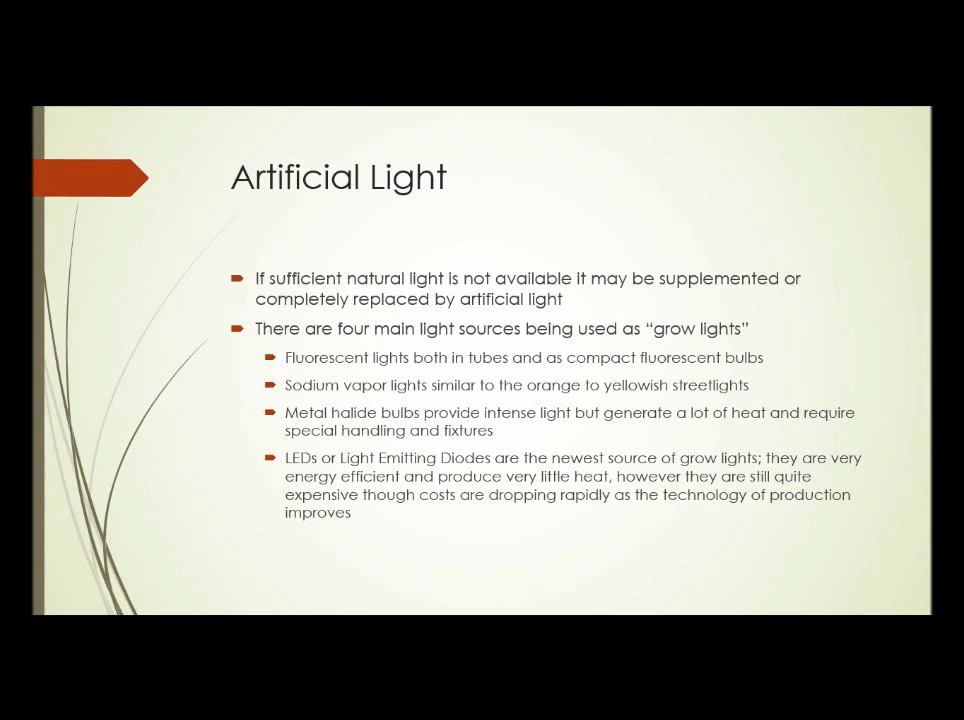 Artificial Light
If sufficient natural light is not available it may be supplemented or
completely replaced by artificial light
There are four main light sources being used as “grow lights”
Fluorescent lights both in tubes and as compact fluorescent bulbs
Sodium vapor lights similar to the orange to yellowish streetlights
Metal halide bulbs provide intense light but generate a lot of heat and require
special handling and fixtures
LEDs or Light Emitting Diodes are the newest source of grow lights; they are very
energy efficient and produce very little heat, however they are still quite
expensive though costs are dropping rapidly as the technology of production
improves